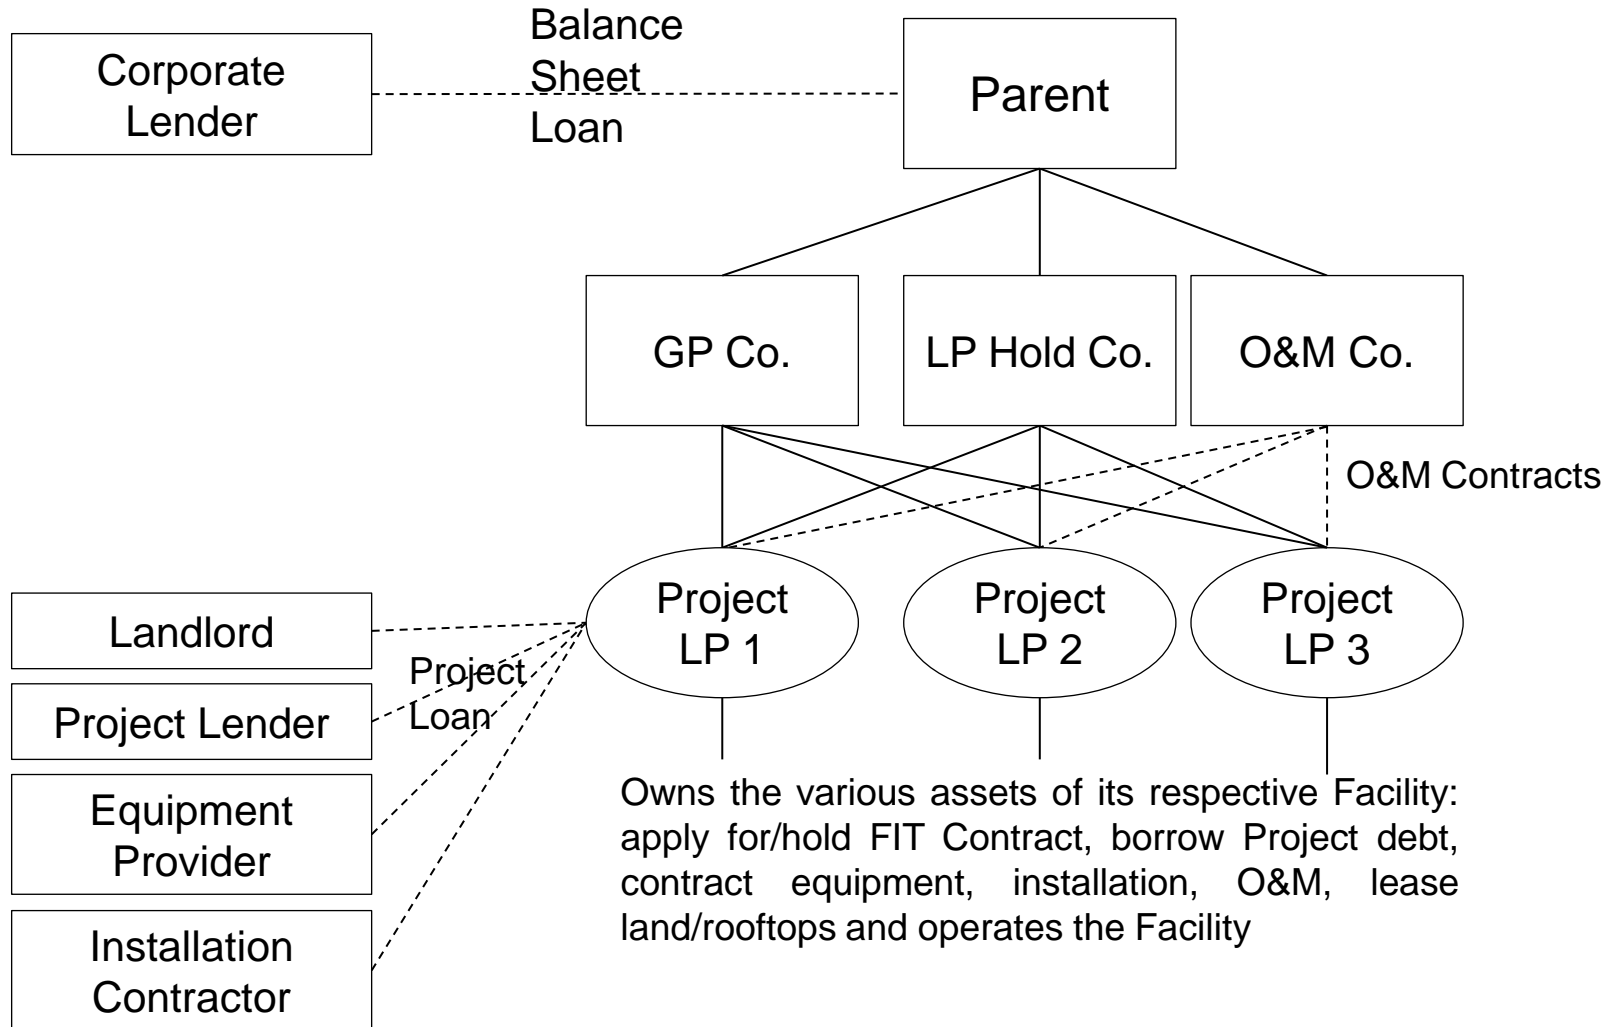 Corporate
Lender
Balance
Sheet
Loan
Parent
GP Co.
LP Hold Co.
O&M Co.
O&M Contracts
Project
LP 1
Project
LP 2
Project
LP 3
Landlord
Project
Loan
Project Lender
Equipment
Provider
Installation
Contractor
Owns the various assets of its respective Facility:
apply for/hold FIT Contract, borrow Project debt,
contract equipment, installation, O&M, lease
land/rooftops and operates the Facility